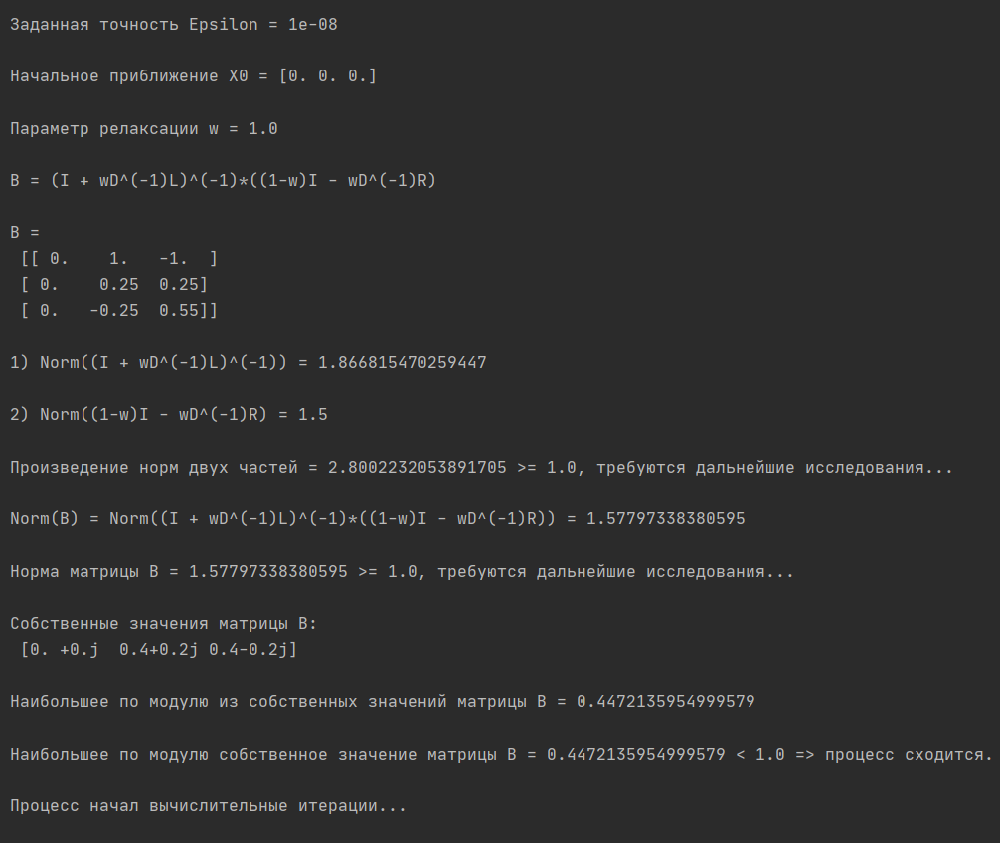 Заданная точность Epsilon = 1e-08
Начальное приближение X0 = [0. 0. 0.]
Параметр релаксации w = 1.0
B = (I + wD^(-1)L)^(-1)*((1-w)I - wD^(-1)R)
B =
[[ 0.    1.   -1.  ]
[ 0.    0.25  0.25]
[ 0.   -0.25  0.55]]
1) Norm((I + wD^(-1)L)^(-1)) = 1.866815470259447
2) Norm((1-w)I - wD^(-1)R) = 1.5
Произведение норм двух частей = 2.8002232053891705 >= 1.0, требуются дальнейшие исследования...
Norm(B) = Norm((I + wD^(-1)L)^(-1)*((1-w)I - wD^(-1)R)) = 1.57797338380595
Норма матрицы B = 1.57797338380595 >= 1.0, требуются дальнейшие исследования...
Собственные значения матрицы B:
[0. +0.j  0.4+0.2j 0.4-0.2j]
Наибольшее по модулю из собственных значений матрицы B = 0.4472135954999579
Наибольшее по модулю собственное значение матрицы B = 0.4472135954999579 < 1.0 => процесс сходится.
Процесс начал вычислительные итерации...